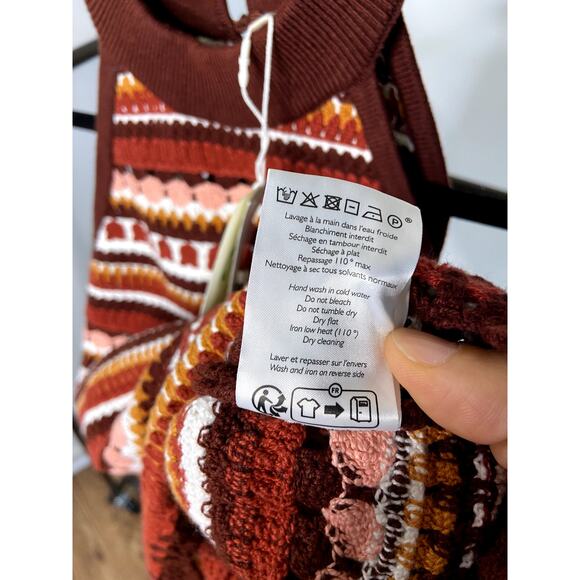 Lavage à la main dans l'eau froide
Blanchiment interdit
Séchage en tambour interdit
Séchage à plat
Repassage 110° max
Nettoyage à sec tous solvants normaux
Hand wash in cold water
Do not bleach
Do not tumble dry
Dry flat
Iron low heat (110°)
Dry cleaning
Laver et repasser sur l'envers
Wash and iron on reverse side
FR